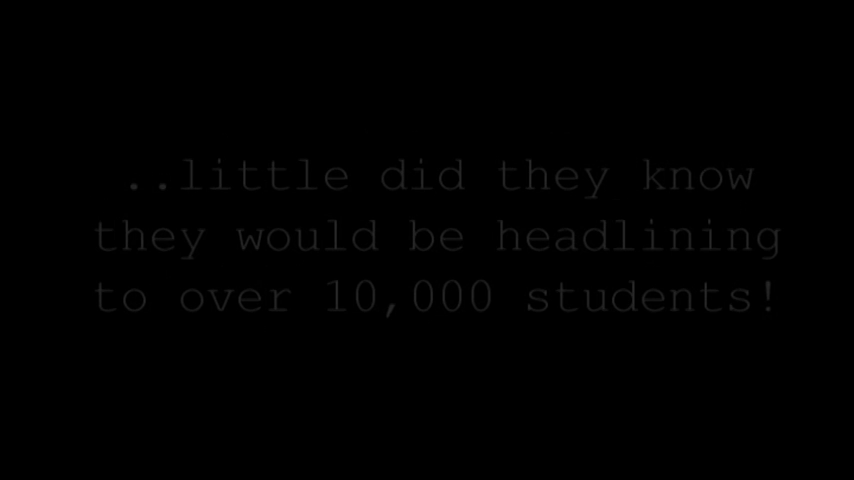 ..little did they know
they would be headlining
to over 10,000 students!